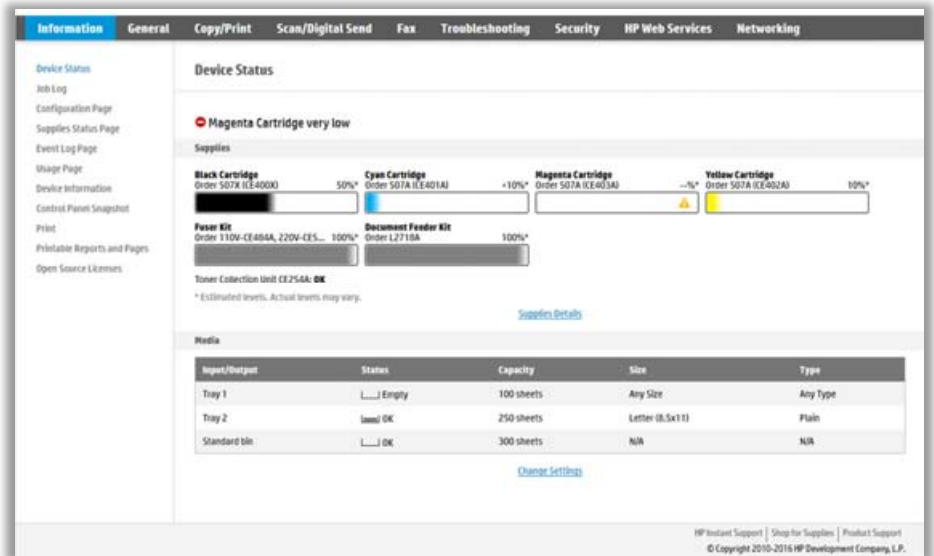 Information General Copy/Print Scan/Digital Send Fax Troubleshooting Security HP Web Services Networking
Device Status
Job Log
Configuration Page
Supplies Status Page
Event Log Page
Usage Page
Device Information
Control Panel Snapshot
Print
Printable Reports and Pages
Open Source Licenses
Device Status
Magenta Cartridge very low
Supplies
Black Cartridge Cyan Cartridge Magenta Cartridge Yellow Cartridge
Order 507X (CE400X) 50%* Order 507A (CE401A) <10%* Order 507A (CE403A) --%* Order 507A (CE402A) 10%*
Fuser Kit Document Feeder Kit
Order 110V-CE484A, 220V-CE5... 100%* Order L2718A 100%*
Toner Collection Unit CE254A: OK
* Estimated levels. Actual levels may vary.
Supplies Details
Media
Input/Output Status Capacity Size Type
Tray 1 Empty 100 sheets Any Size Any Type
Tray 2 OK 250 sheets Letter (8.5x11) Plain
Standard bin OK 300 sheets N/A N/A
Change Settings
HP Instant Support | Shop for Supplies | Product Support
© Copyright 2010-2016 HP Development Company, L.P.